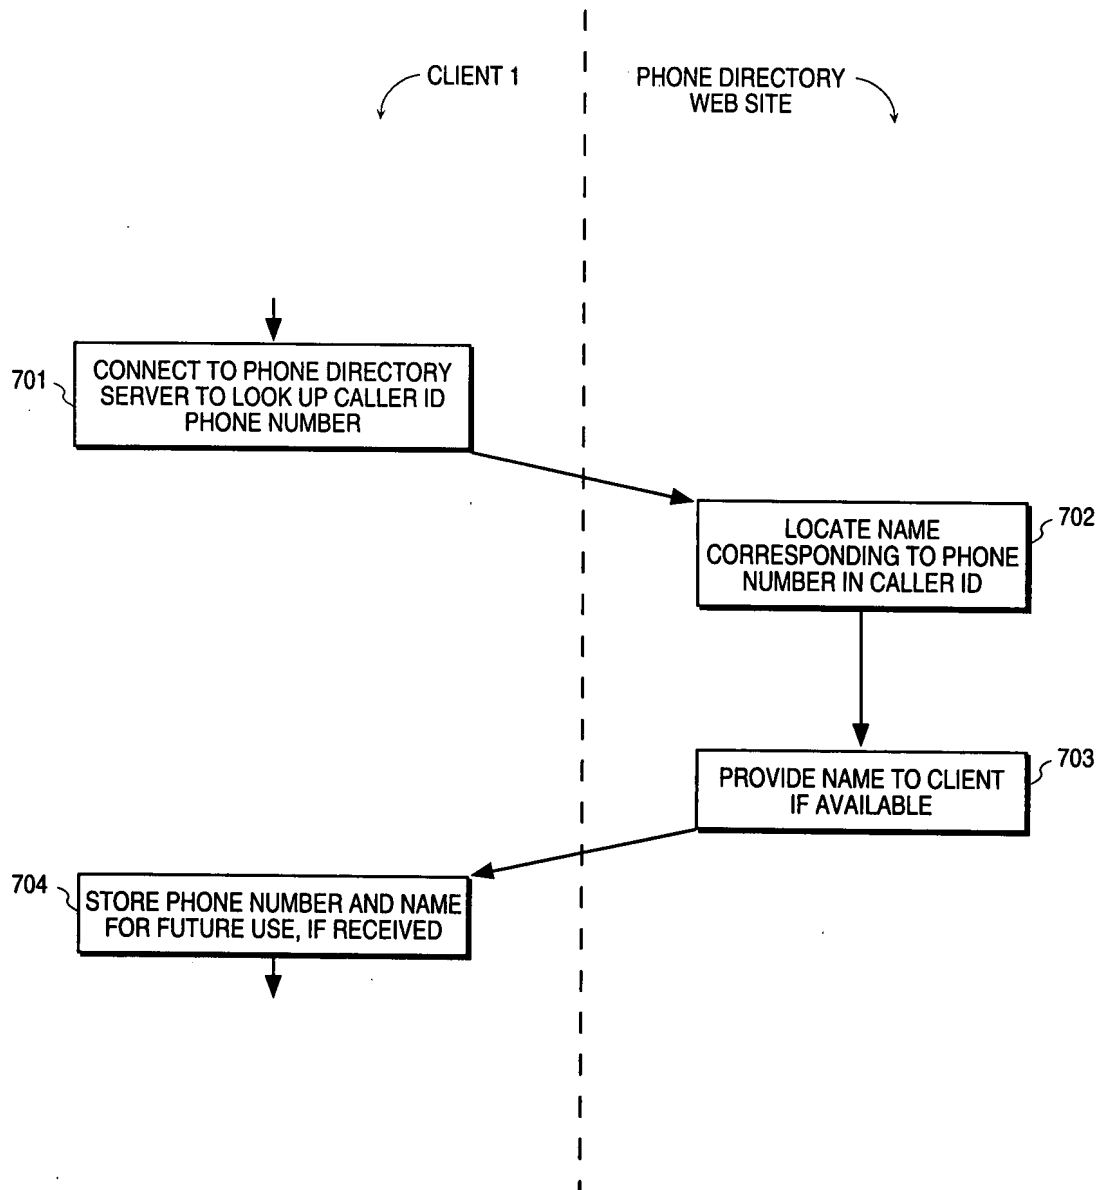 CLIENT 1
PHONE DIRECTORY
WEB SITE
701
CONNECT TO PHONE DIRECTORY
SERVER TO LOOK UP CALLER ID
PHONE NUMBER
702
LOCATE NAME
CORRESPONDING TO PHONE
NUMBER IN CALLER ID
703
PROVIDE NAME TO CLIENT
IF AVAILABLE
704
STORE PHONE NUMBER AND NAME
FOR FUTURE USE, IF RECEIVED